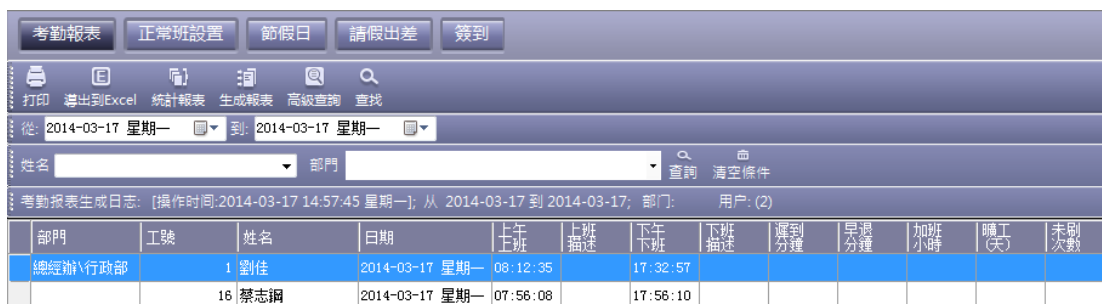 考勤報表 正常班設置 節假日 請假出差 簽到
打印 導出到Excel 統計報表 生成報表 高級查詢 查找
從: 2014-03-17 星期一 到: 2014-03-17 星期一
姓名 部門 查詢 清空條件
考勤报表生成日志: [操作时间:2014-03-17 14:57:45 星期一]; 从 2014-03-17 到 2014-03-17; 部门: 用户: (2)
部門 工號 姓名 日期 上午上班 上班描述 下午下班 下班描述 遲到分鐘 早退分鐘 加班小時 曠工(天) 未刷次數
總經辦\行政部 1 劉佳 2014-03-17 星期一 08:12:35 17:32:57
16 蔡志鋼 2014-03-17 星期一 07:56:08 17:56:10